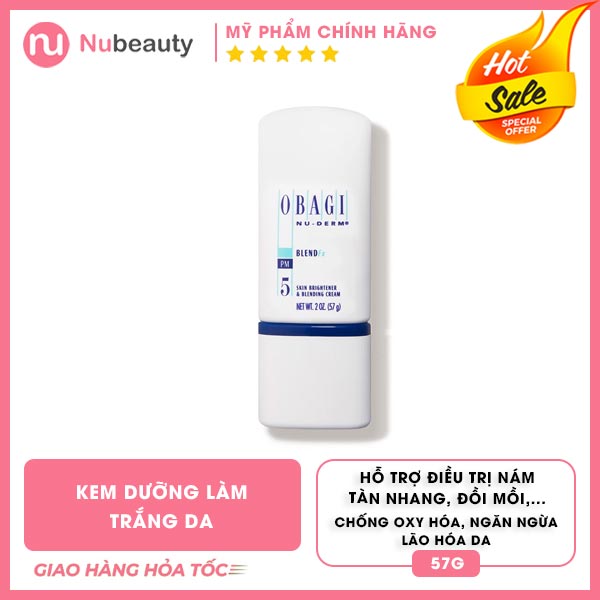 nu Nubeauty
MỸ PHẨM CHÍNH HÃNG
Hot
Sale
SPECIAL
OFFER
OBAGI
NU-DERM®
BLENDFx
PM
5
SKIN BRIGHTENER
& BLENDING CREAM
NET WT. 2 OZ. (57 g)
KEM DƯỠNG LÀM
TRẮNG DA
HỖ TRỢ ĐIỀU TRỊ NÁM
TÀN NHANG, ĐỒI MỒI,...
CHỐNG OXY HÓA, NGĂN NGỪA
LÃO HÓA DA
57G
GIAO HÀNG HỎA TỐC